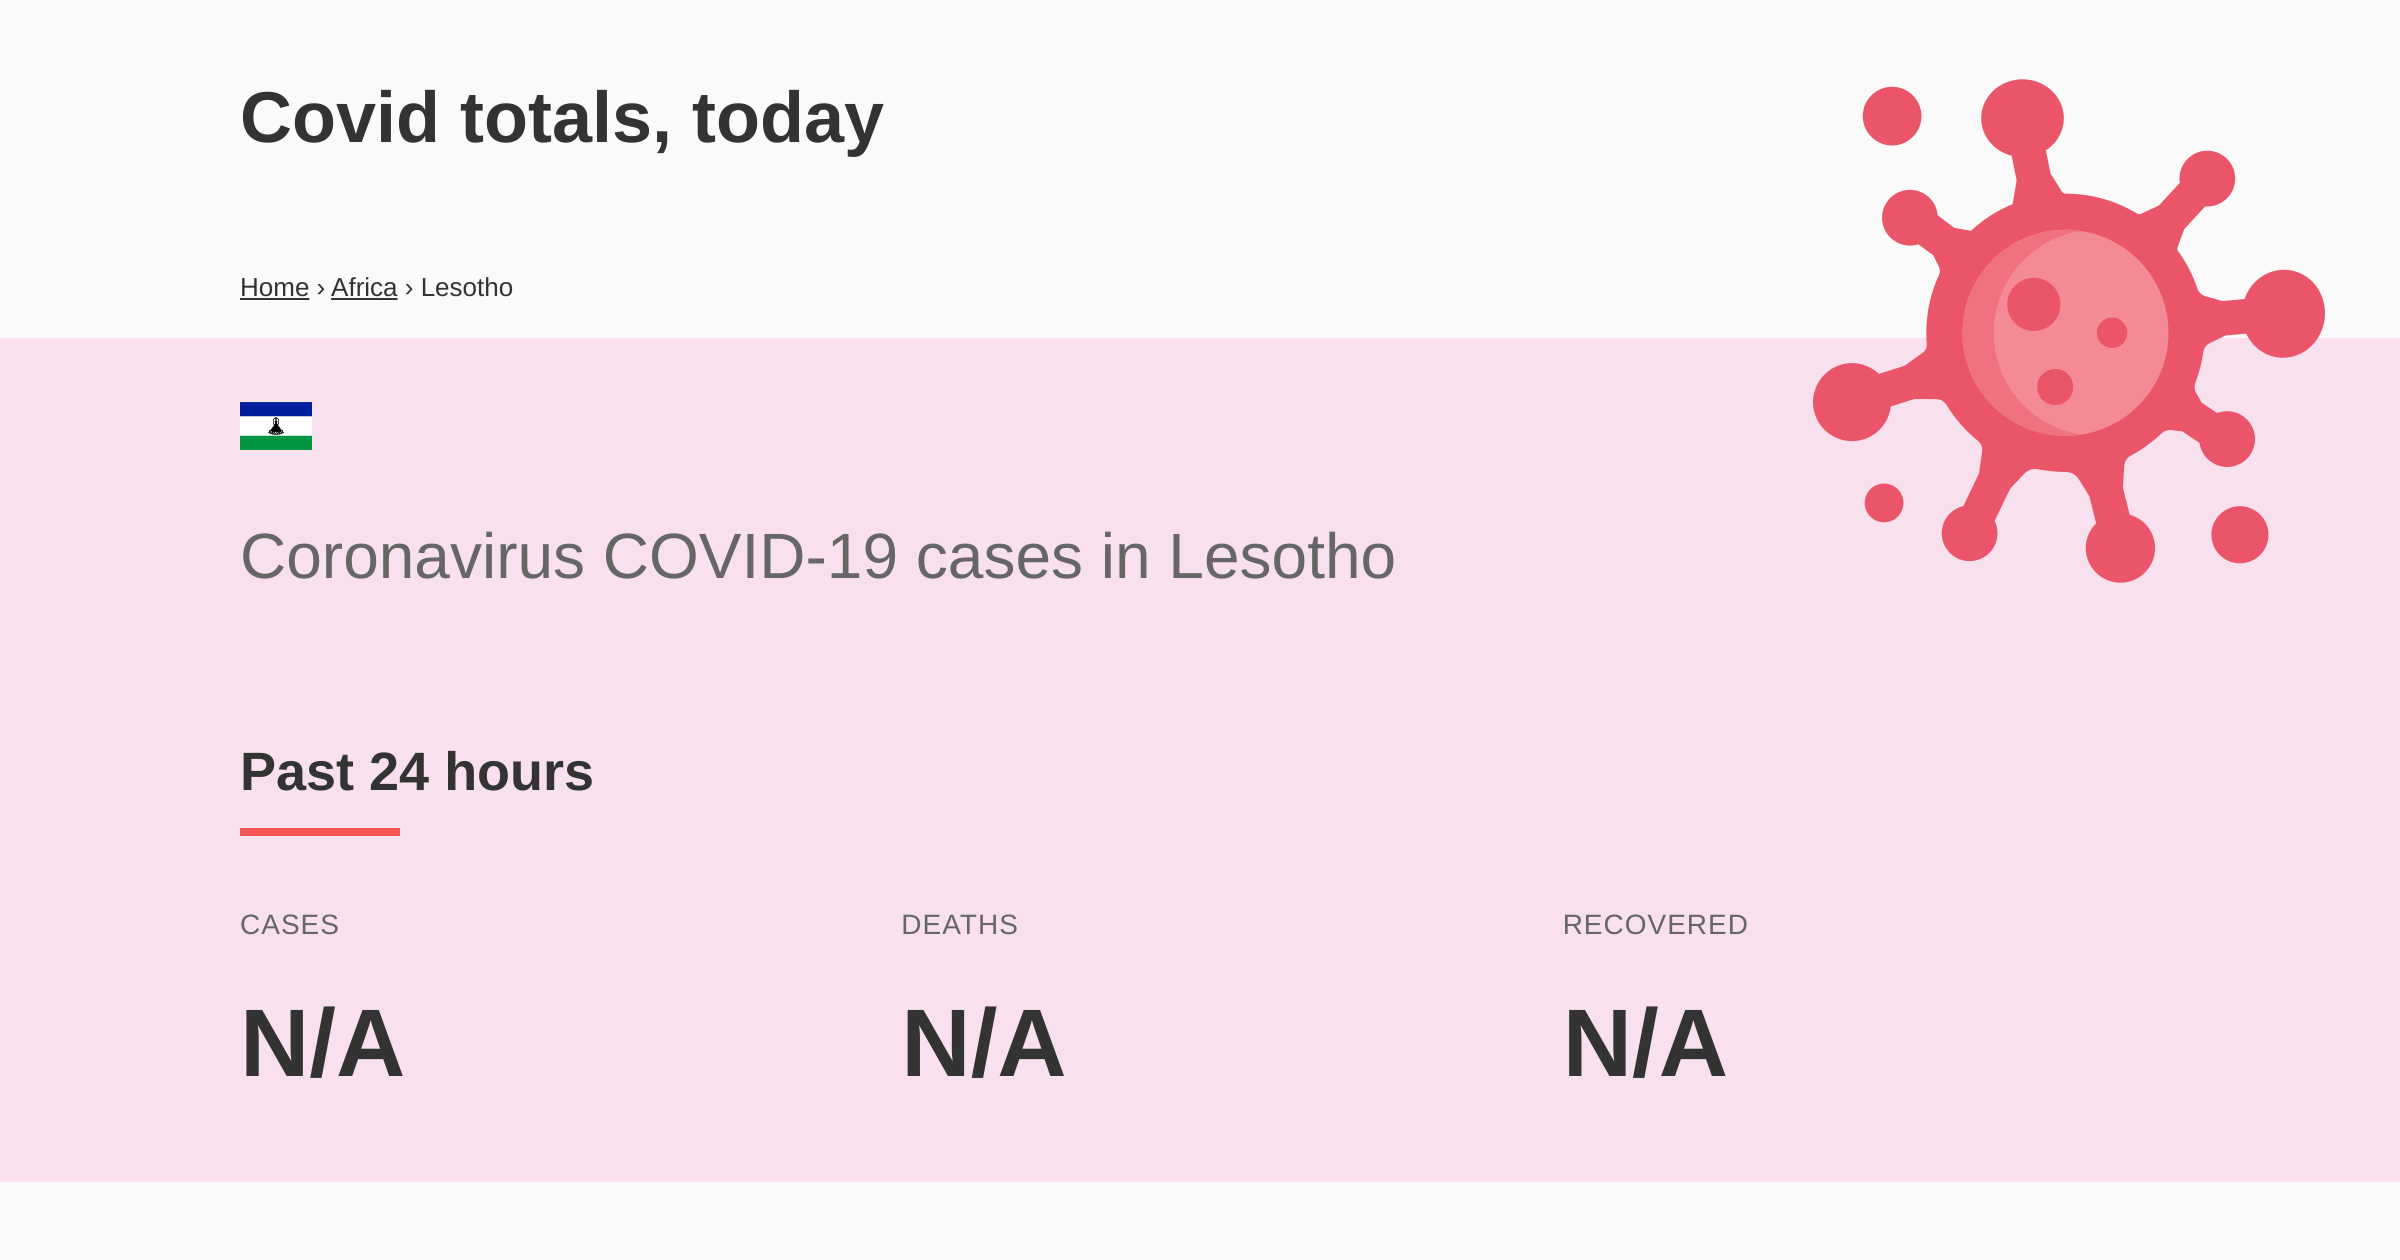 Covid totals, today
Home › Africa › Lesotho
Coronavirus COVID-19 cases in Lesotho
Past 24 hours
CASES DEATHS RECOVERED
N/A N/A N/A